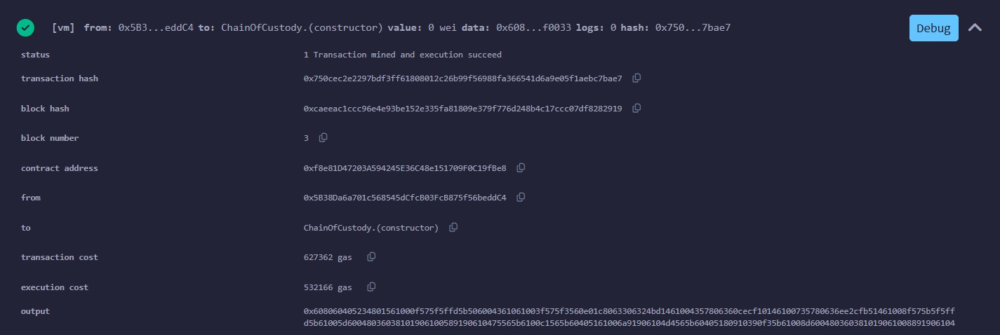 [vm] from: 0x5B3...eddC4 to: ChainOfCustody.(constructor) value: 0 wei data: 0x608...f0033 logs: 0 hash: 0x750...7bae7 Debug
status 1 Transaction mined and execution succeed
transaction hash 0x750cec2e2297bdf3ff61808012c26b99f56988fa366541d6a9e05f1aebc7bae7
block hash 0xcaeeac1ccc96e4e93be152e335fa81809e379f776d248b4c17ccc07df8282919
block number 3
contract address 0xf8e81D47203A594245E36C48e151709F0C19fBe8
from 0x5B38Da6a701c568545dCfcB03FcB875f56beddC4
to ChainOfCustody.(constructor)
transaction cost 627362 gas
execution cost 532166 gas
output 0x608060405234801561000f575f5ffd5b506004361061003f575f3560e01c8063306324bd1461004357806360cecf10146100735780636ee2cfb51461008f575b5f5ff
d5b61005d60048036038101906100589190610475565b6100c1565b60405161006a91906104d4565b60405180910390f35b61008d600480360381019061008891906104